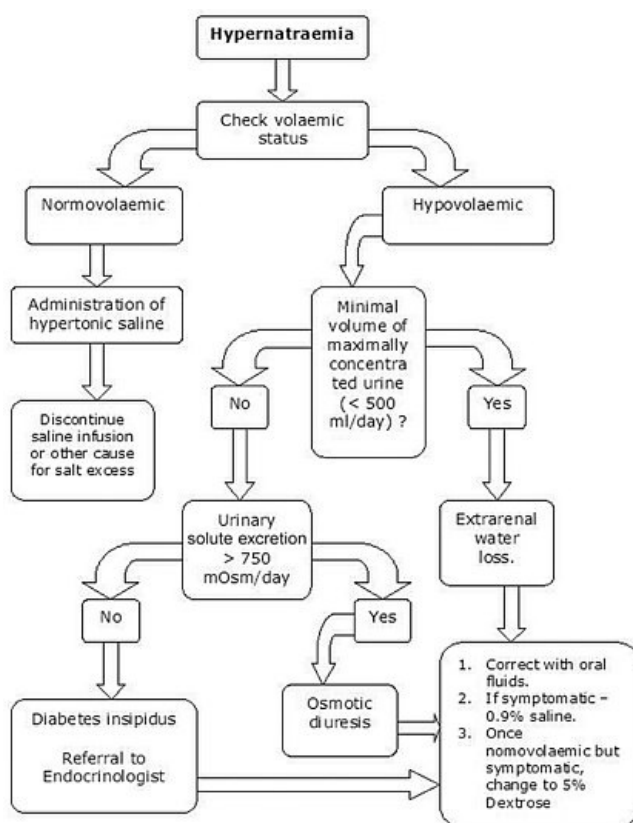 Hypernatraemia
Check volaemic
status
Normovolaemic
Hypovolaemic
Administration of
hypertonic saline
Minimal
volume of
maximally
concentra
ted urine
(< 500
ml/day) ?
No
Yes
Discontinue
saline infusion
or other cause
for salt excess
Urinary
solute excretion
> 750
mOsm/day
Extrarenal
water
loss.
No
Yes
Diabetes insipidus
Referral to
Endocrinologist
Osmotic
diuresis
1. Correct with oral
fluids.
2. If symptomatic –
0.9% saline.
3. Once
nomovolaemic but
symptomatic,
change to 5%
Dextrose